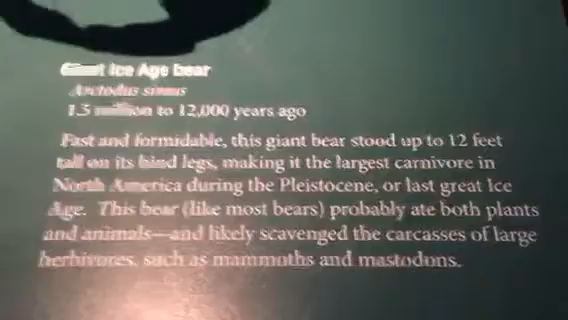 Giant Ice Age bear
Arctodus simus
1.5 million to 12,000 years ago
Fast and formidable, this giant bear stood up to 12 feet
tall on its hind legs, making it the largest carnivore in
North America during the Pleistocene, or last great Ice
Age. This bear (like most bears) probably ate both plants
and animals—and likely scavenged the carcasses of large
herbivores, such as mammoths and mastodons.